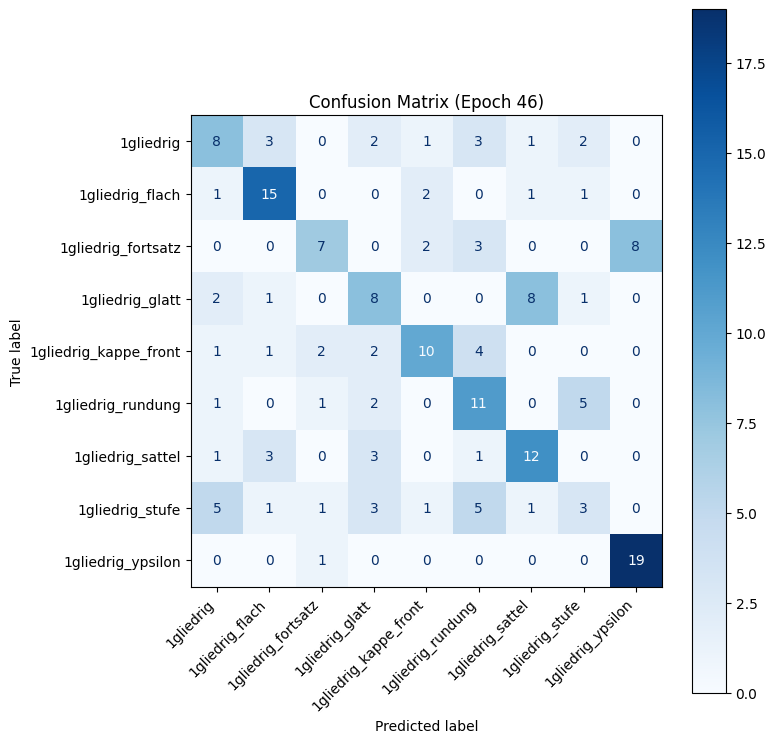 Confusion Matrix (Epoch 46)
True label
1gliedrig 8 3 0 2 1 3 1 2 0
1gliedrig_flach 1 15 0 0 2 0 1 1 0
1gliedrig_fortsatz 0 0 7 0 2 3 0 0 8
1gliedrig_glatt 2 1 0 8 0 0 8 1 0
1gliedrig_kappe_front 1 1 2 2 10 4 0 0 0
1gliedrig_rundung 1 0 1 2 0 11 0 5 0
1gliedrig_sattel 1 3 0 3 0 1 12 0 0
1gliedrig_stufe 5 1 1 3 1 5 1 3 0
1gliedrig_ypsilon 0 0 1 0 0 0 0 0 19
1gliedrig
1gliedrig_flach
1gliedrig_fortsatz
1gliedrig_glatt
1gliedrig_kappe_front
1gliedrig_rundung
1gliedrig_sattel
1gliedrig_stufe
1gliedrig_ypsilon
Predicted label
17.5
15.0
12.5
10.0
7.5
5.0
2.5
0.0